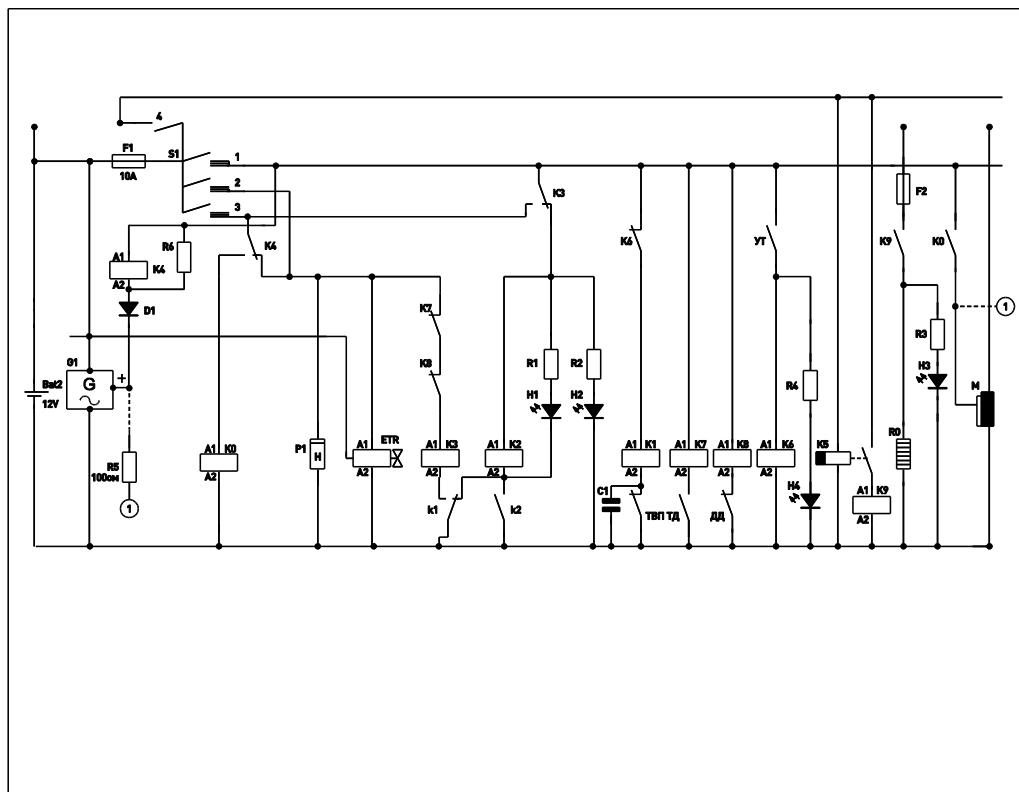 4
F1
S1
1
10A
2
K3
F2
3
R6
K4
K6
УТ
K9
K0
A1
K4
A2
D1
K7
1
R3
G1
+
K8
R1
R2
H3
G
Bat2
R4
M
12V
H1
H2
ETR
R0
A1 K0
P1
A1
A1 K3
A1 K2
A1 K1
A1 K7
A1 K8
A1 K6
K5
H
R5
A2
A2
A2
A2
A2
A2
A2
A2
100ом
H4
C1
A1 K9
1
k1
k2
ТВП ТД
ДД
A2